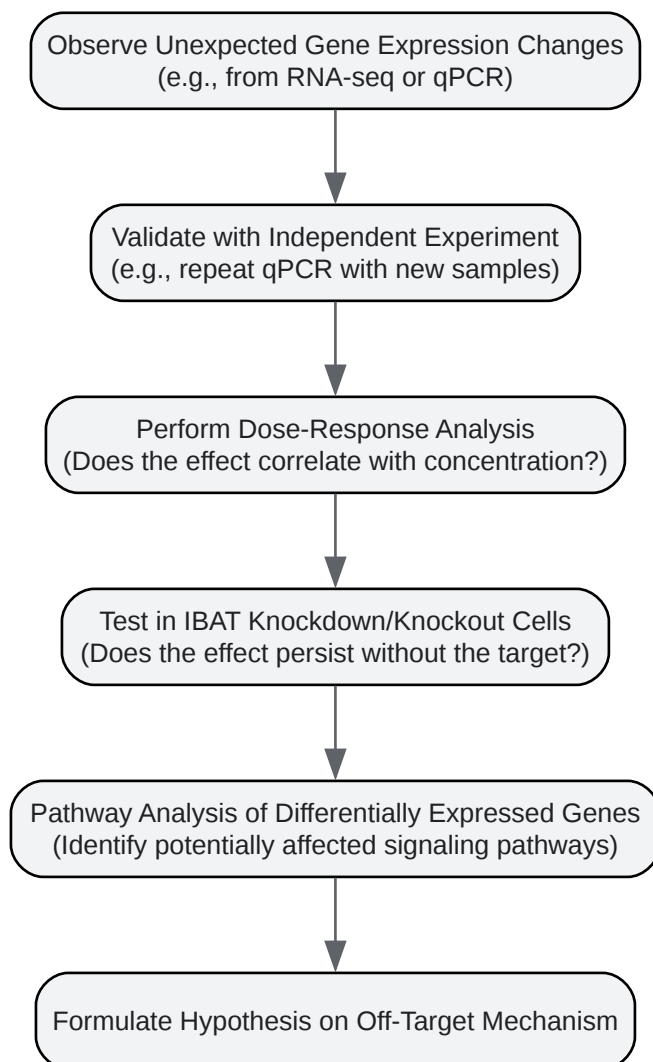 Observe Unexpected Gene Expression Changes
(e.g., from RNA-seq or qPCR)
Validate with Independent Experiment
(e.g., repeat qPCR with new samples)
Perform Dose-Response Analysis
(Does the effect correlate with concentration?)
Test in IBAT Knockdown/Knockout Cells
(Does the effect persist without the target?)
Pathway Analysis of Differentially Expressed Genes
(Identify potentially affected signaling pathways)
Formulate Hypothesis on Off-Target Mechanism